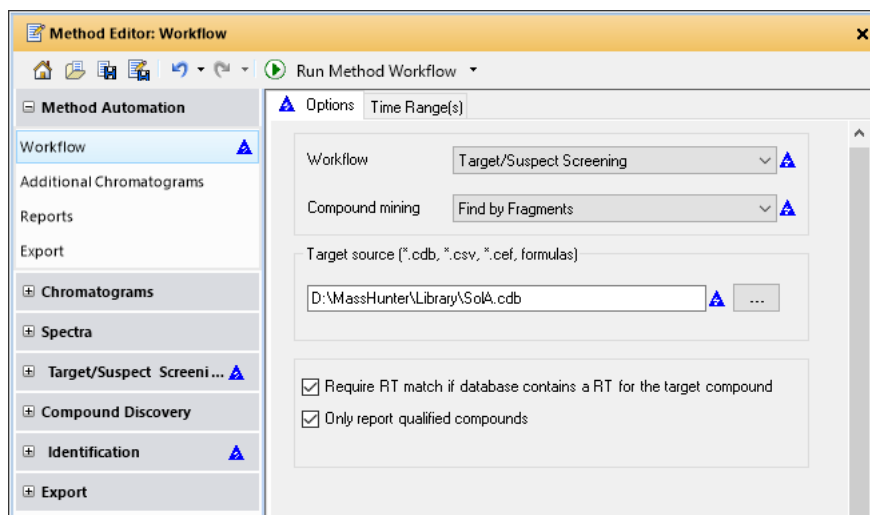 Method Editor: Workflow
Run Method Workflow
Method Automation
Workflow
Additional Chromatograms
Reports
Export
Chromatograms
Spectra
Target/Suspect Screeni...
Compound Discovery
Identification
Export
Options
Time Range(s)
Workflow
Target/Suspect Screening
Compound mining
Find by Fragments
Target source (*.cdb, *.csv, *.cef, formulas)
D:\MassHunter\Library\SolA.cdb
...
Require RT match if database contains a RT for the target compound
Only report qualified compounds